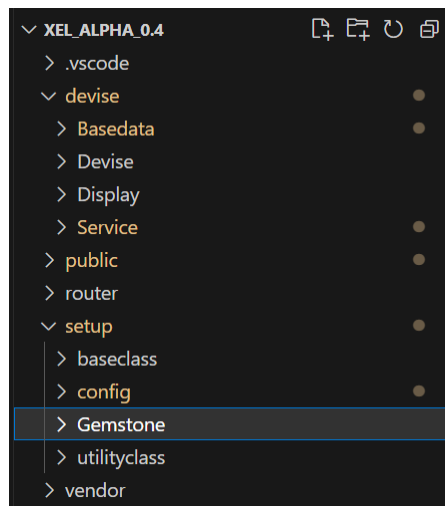 XEL_ALPHA_0.4
.vscode
devise
Basedata
Devise
Display
Service
public
router
setup
baseclass
config
Gemstone
utilityclass
vendor